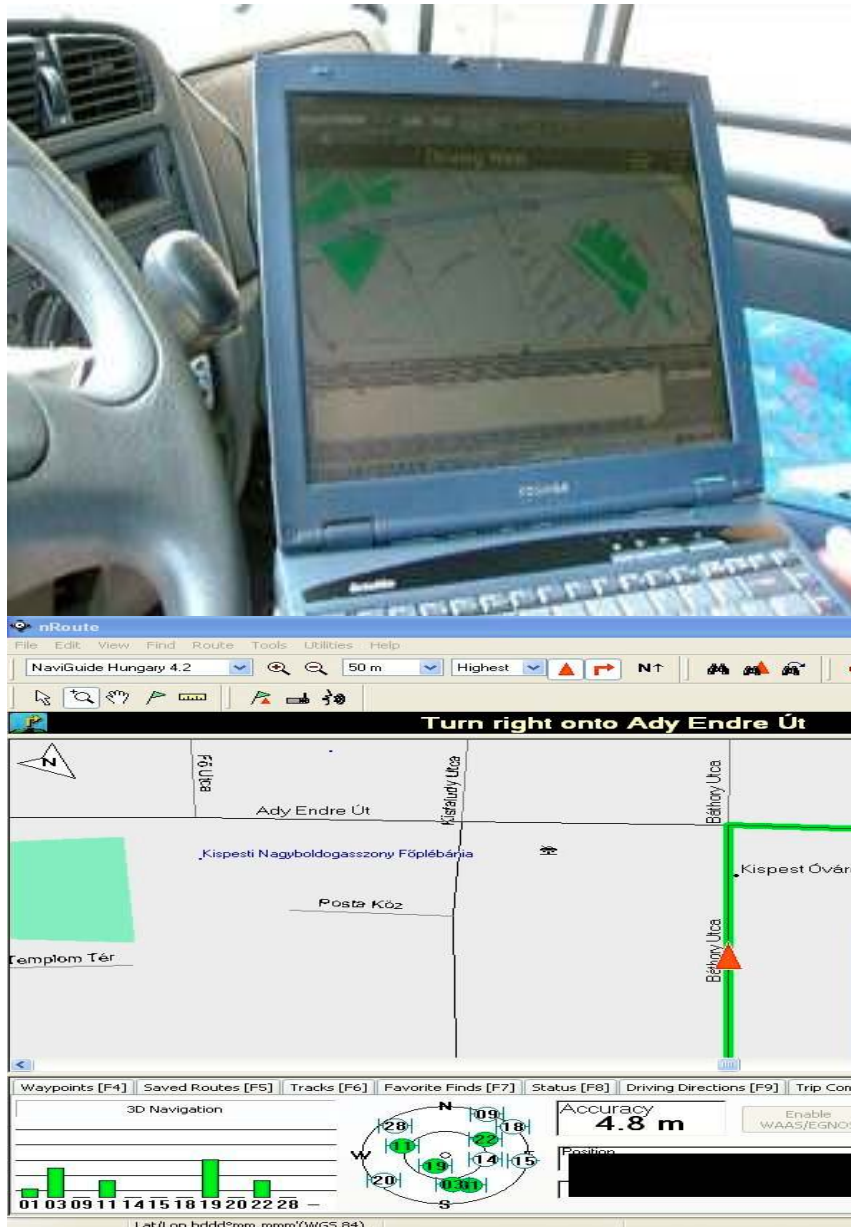 TOSHIBA
Satellite
nRoute
File Edit View Find Route Tools Utilities Help
NaviGuide Hungary 4.2 50 m Highest N↑
Turn right onto Ady Endre Út
N
Fő Utca
Kisfaludy Utca
Báthory Utca
Ady Endre Út
Kispesti Nagyboldogasszony Főplébánia
Kispest Óvár
Posta Köz
Báthory Utca
Templom Tér
Waypoints [F4] Saved Routes [F5] Tracks [F6] Favorite Finds [F7] Status [F8] Driving Directions [F9] Trip Com
3D Navigation
N
W
E
S
09
28
18
11
22
19
14
15
20
03
01
Accuracy
4.8 m
Enable
WAAS/EGNOS
Position
01 03 09 11 14 15 18 19 20 22 28 –
Lat/Lon hddd°mm.mmm'(WGS 84)